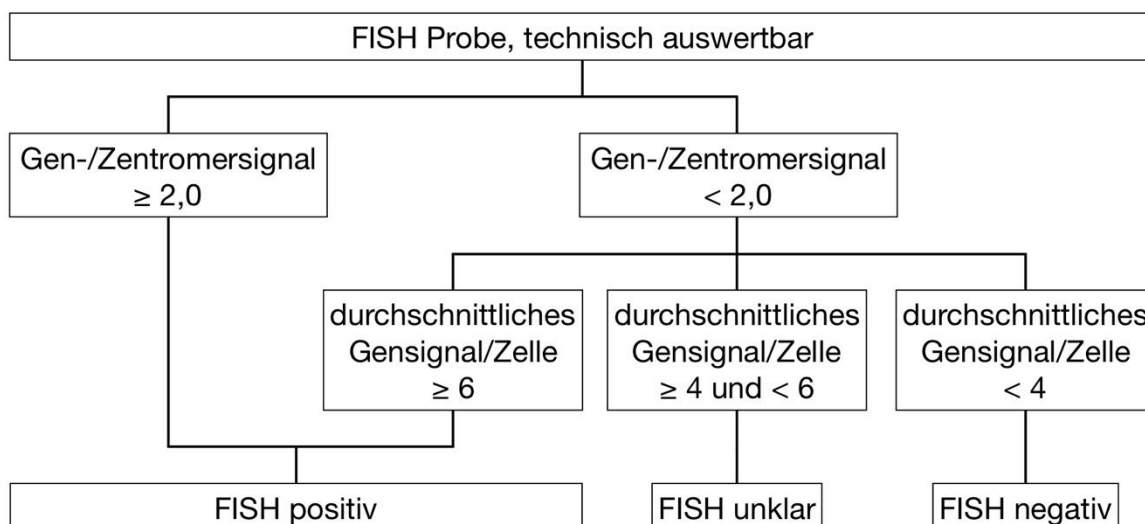 FISH Probe, technisch auswertbar
Gen-/Zentromersignal
≥ 2,0
Gen-/Zentromersignal
< 2,0
durchschnittliches
Gensignal/Zelle
≥ 6
durchschnittliches
Gensignal/Zelle
≥ 4 und < 6
durchschnittliches
Gensignal/Zelle
< 4
FISH positiv
FISH unklar
FISH negativ